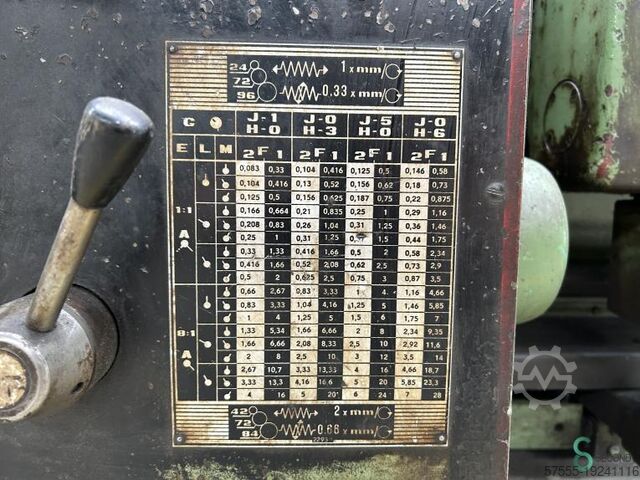 24
72
96
1 x mm/
0.33 x mm/
C J-1 J-0 J-5 J-0
H-0 H-3 H-0 H-6
E L M 2 F 1 2 F 1 2 F 1 2 F 1
0,083 0,33 0,104 0,416 0,125 0,5 0,146 0,58
0,104 0,416 0,13 0,52 0,156 0,62 0,18 0,73
0,125 0,5 0,156 0,625 0,187 0,75 0,22 0,875
0,166 0,664 0,21 0,835 0,25 1 0,29 1,16
1:1 0,208 0,83 0,26 1,04 0,31 1,25 0,36 1,46
A 0,25 1 0,31 1,25 1,5 0,44 1,75
0,33 1,33 0,416 1,66 0,5 2 0,58 2,34
0,416 1,66 0,52 2,08 0,62 2,5 0,73 2,9
0,5 2 0,625 2,5 0,75 3 0,875 3,5
0,66 2,67 0,83 3,33 1 4 1,16 4,66
0,83 3,33 1,04 4,16 1,25 5 1,46 5,85
1 4 1,25 5 1,5 6 1,75 7
8:1 1,33 5,34 1,66 6,66 2 8 2,34 9,35
A 1,66 6,66 2,08 8,33 2,5 10 2,92 11,6
2 8 2,5 10 3 12 3,5 14
2,67 10,7 3,33 13,33 4 16 4,66 18,7
3,33 13,3 4,16 16,6 5 20 5,85 23,3
4 16 5 20 6 24 7 28
42
72
84
2 x mm/
0.66 x mm/
S SECONDS
57555-19241116